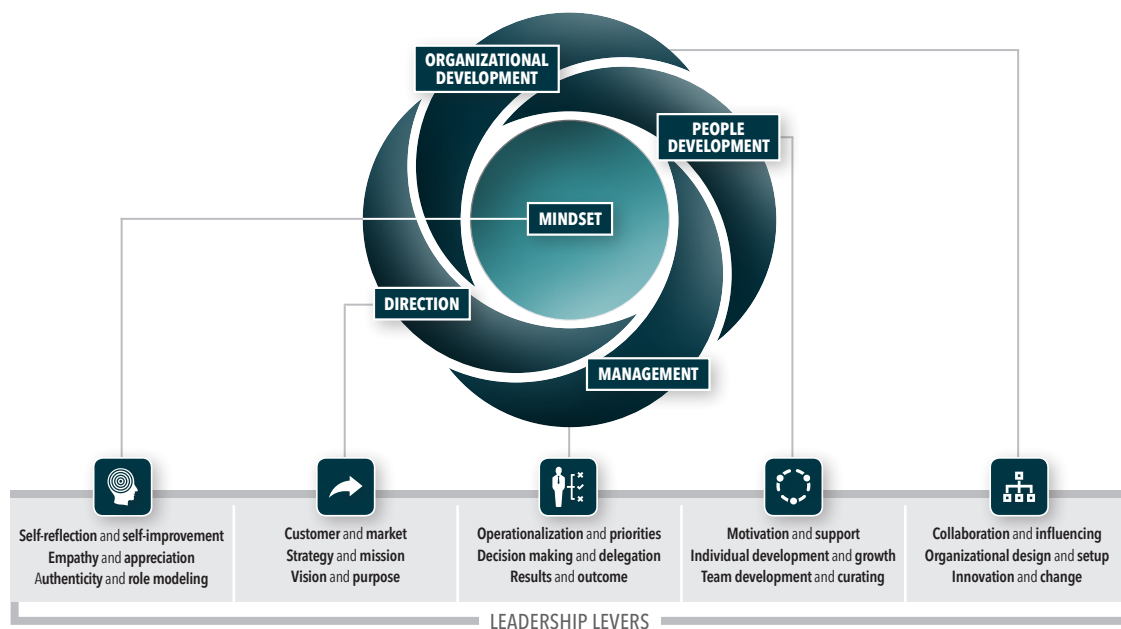 ORGANIZATIONAL
DEVELOPMENT
PEOPLE
DEVELOPMENT
MINDSET
DIRECTION
MANAGEMENT
Self-reflection and self-improvement
Empathy and appreciation
Authenticity and role modeling
Customer and market
Strategy and mission
Vision and purpose
Operationalization and priorities
Decision making and delegation
Results and outcome
Motivation and support
Individual development and growth
Team development and curating
Collaboration and influencing
Organizational design and setup
Innovation and change
LEADERSHIP LEVERS